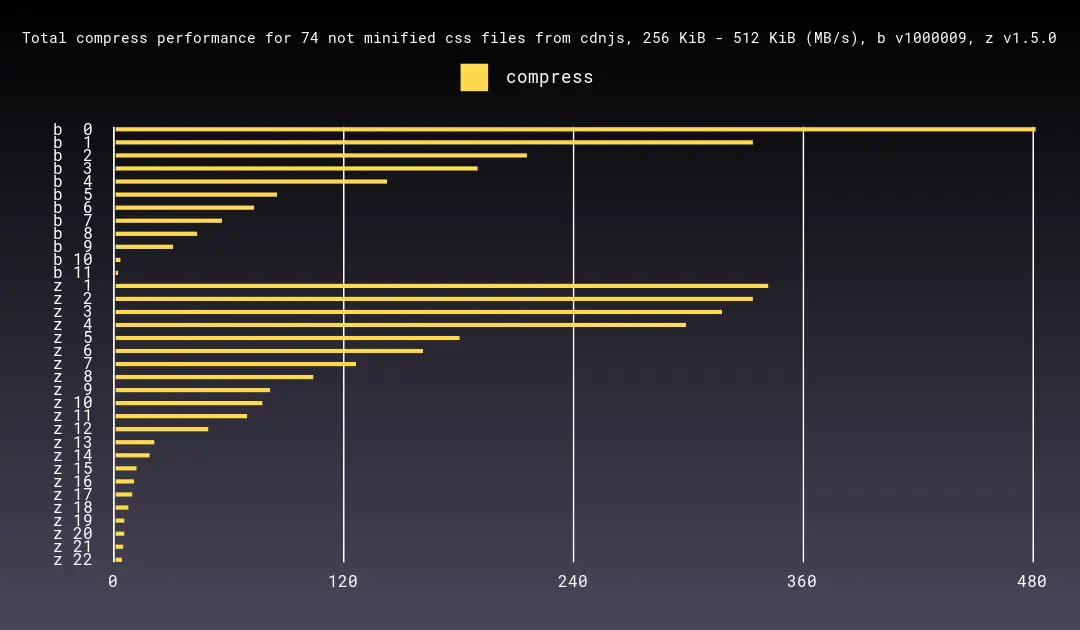 Total compress performance for 74 not minified css files from cdnjs, 256 KiB - 512 KiB (MB/s), b v1000009, z v1.5.0
compress
b 0
b 1
b 2
b 3
b 4
b 5
b 6
b 7
b 8
b 9
b 10
b 11
z 1
z 2
z 3
z 4
z 5
z 6
z 7
z 8
z 9
z 10
z 11
z 12
z 13
z 14
z 15
z 16
z 17
z 18
z 19
z 20
z 21
z 22
0 120 240 360 480